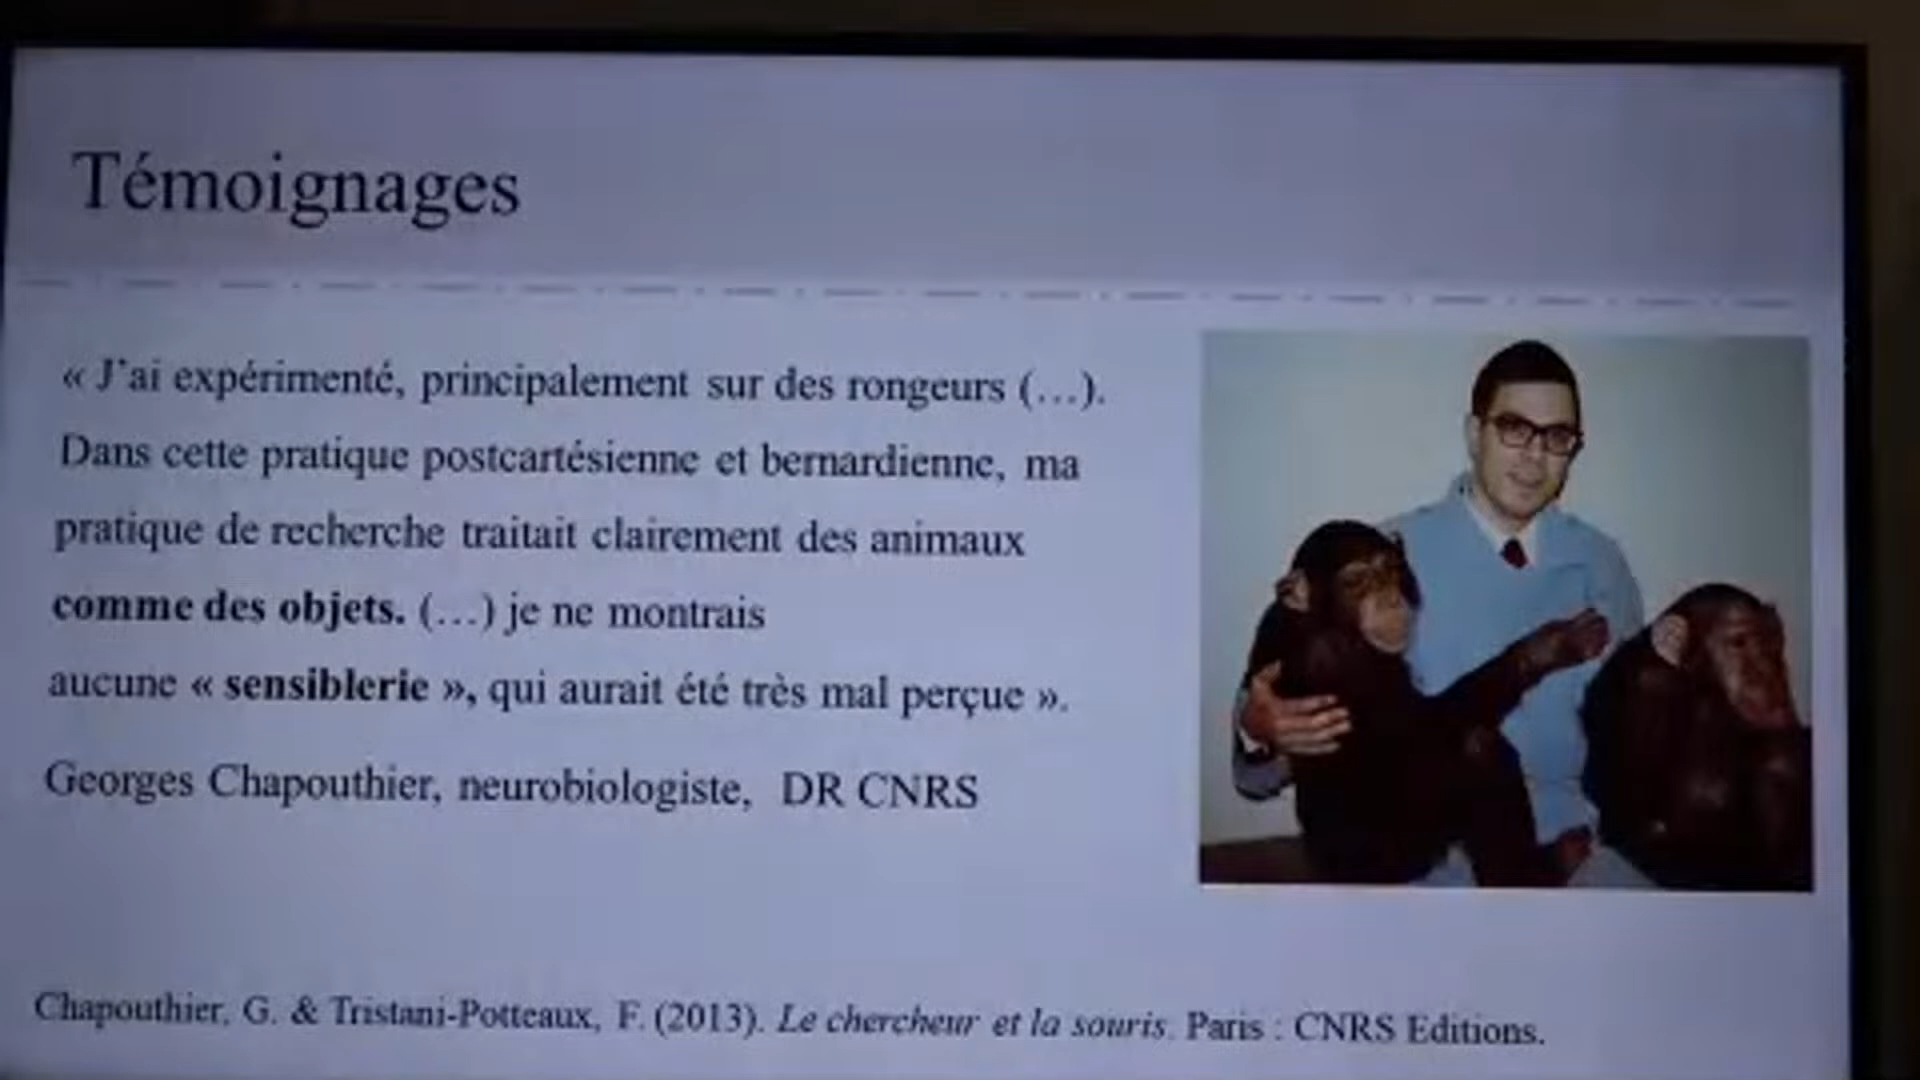 Témoignages
« J'ai expérimenté, principalement sur des rongeurs (…).
Dans cette pratique postcartésienne et bernardienne, ma
pratique de recherche traitait clairement des animaux
comme des objets. (…) je ne montrais
aucune « sensiblerie », qui aurait été très mal perçue ».
Georges Chapouthier, neurobiologiste, DR CNRS
Chapouthier, G. & Tristani-Potteaux, F. (2013). Le chercheur et la souris. Paris : CNRS Editions.